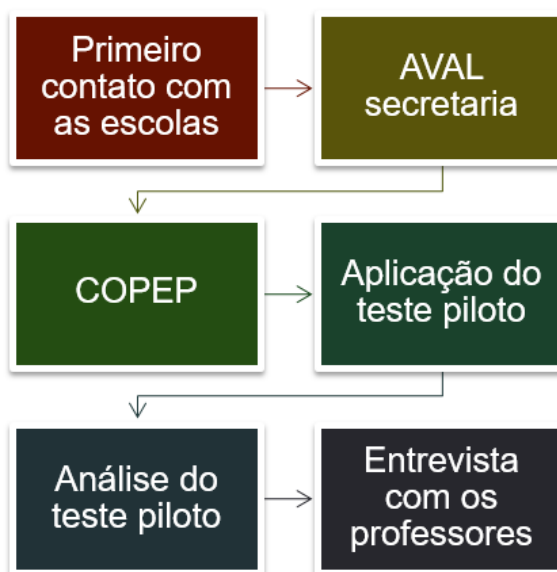 Primeiro
contato com
as escolas
AVAL
secretaria
COPEP
Aplicação do
teste piloto
Análise do
teste piloto
Entrevista
com os
professores